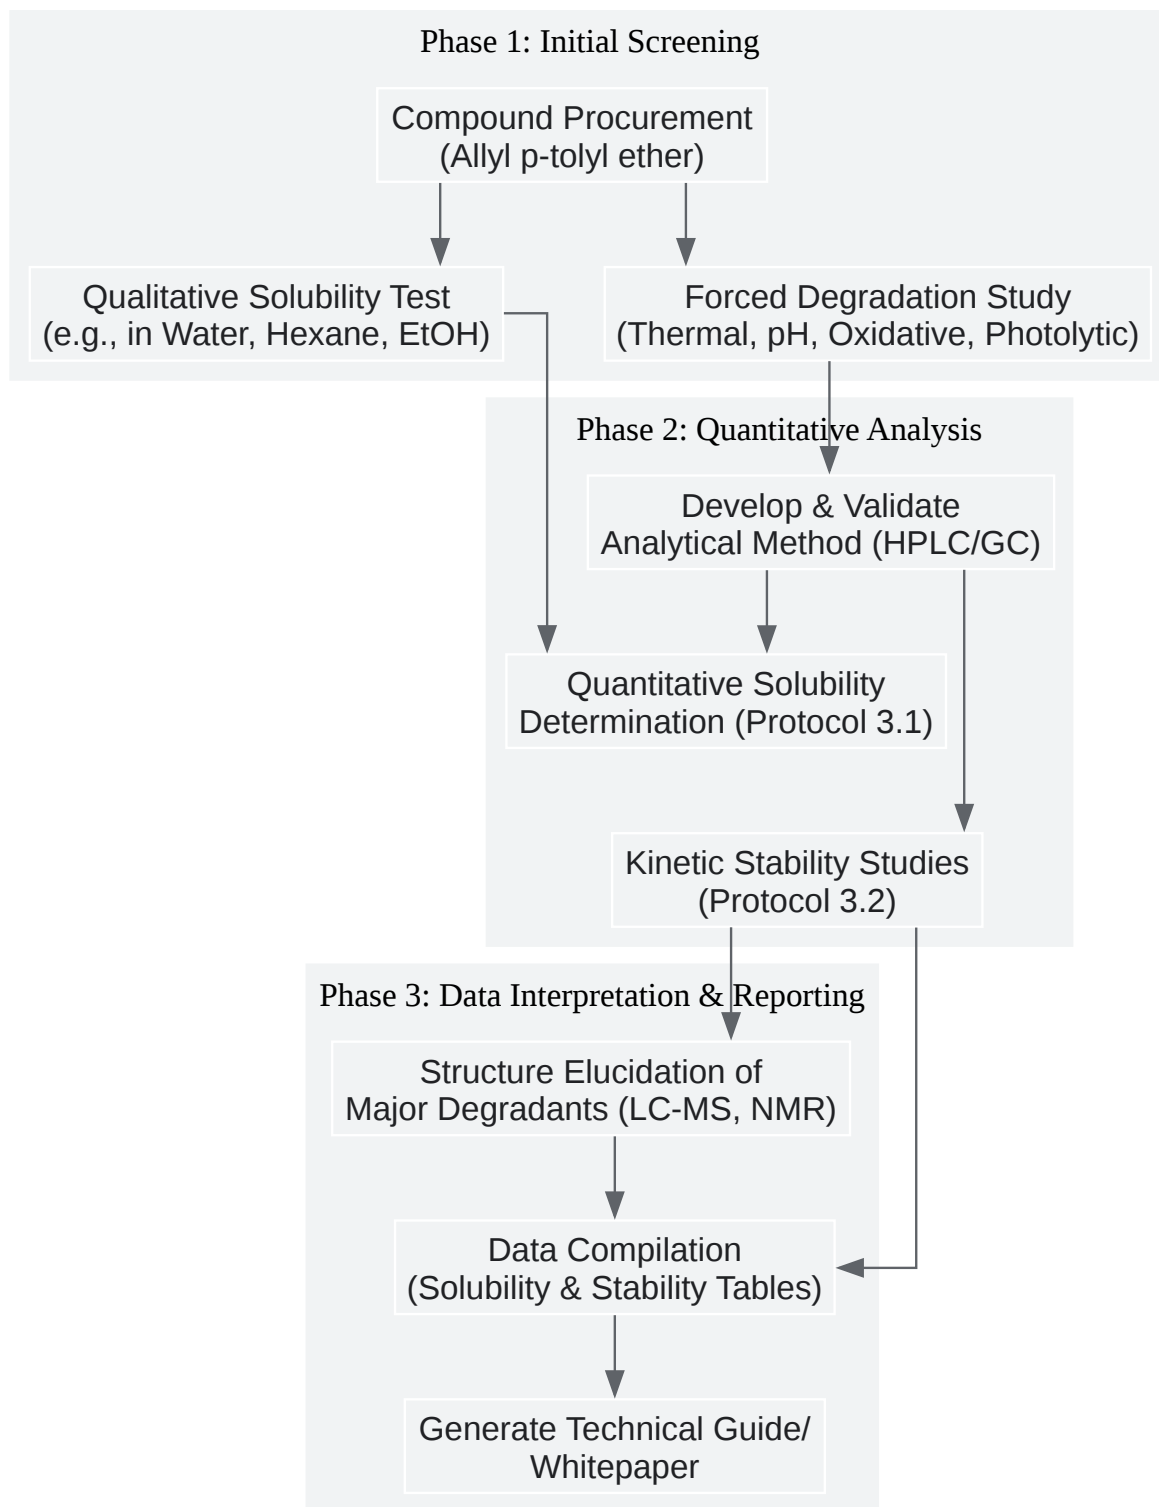 Phase 1: Initial Screening
Compound Procurement
(Allyl p-tolyl ether)
Qualitative Solubility Test
(e.g., in Water, Hexane, EtOH)
Forced Degradation Study
(Thermal, pH, Oxidative, Photolytic)
Phase 2: Quantitative Analysis
Develop & Validate
Analytical Method (HPLC/GC)
Quantitative Solubility
Determination (Protocol 3.1)
Kinetic Stability Studies
(Protocol 3.2)
Phase 3: Data Interpretation & Reporting
Structure Elucidation of
Major Degradants (LC-MS, NMR)
Data Compilation
(Solubility & Stability Tables)
Generate Technical Guide/
Whitepaper